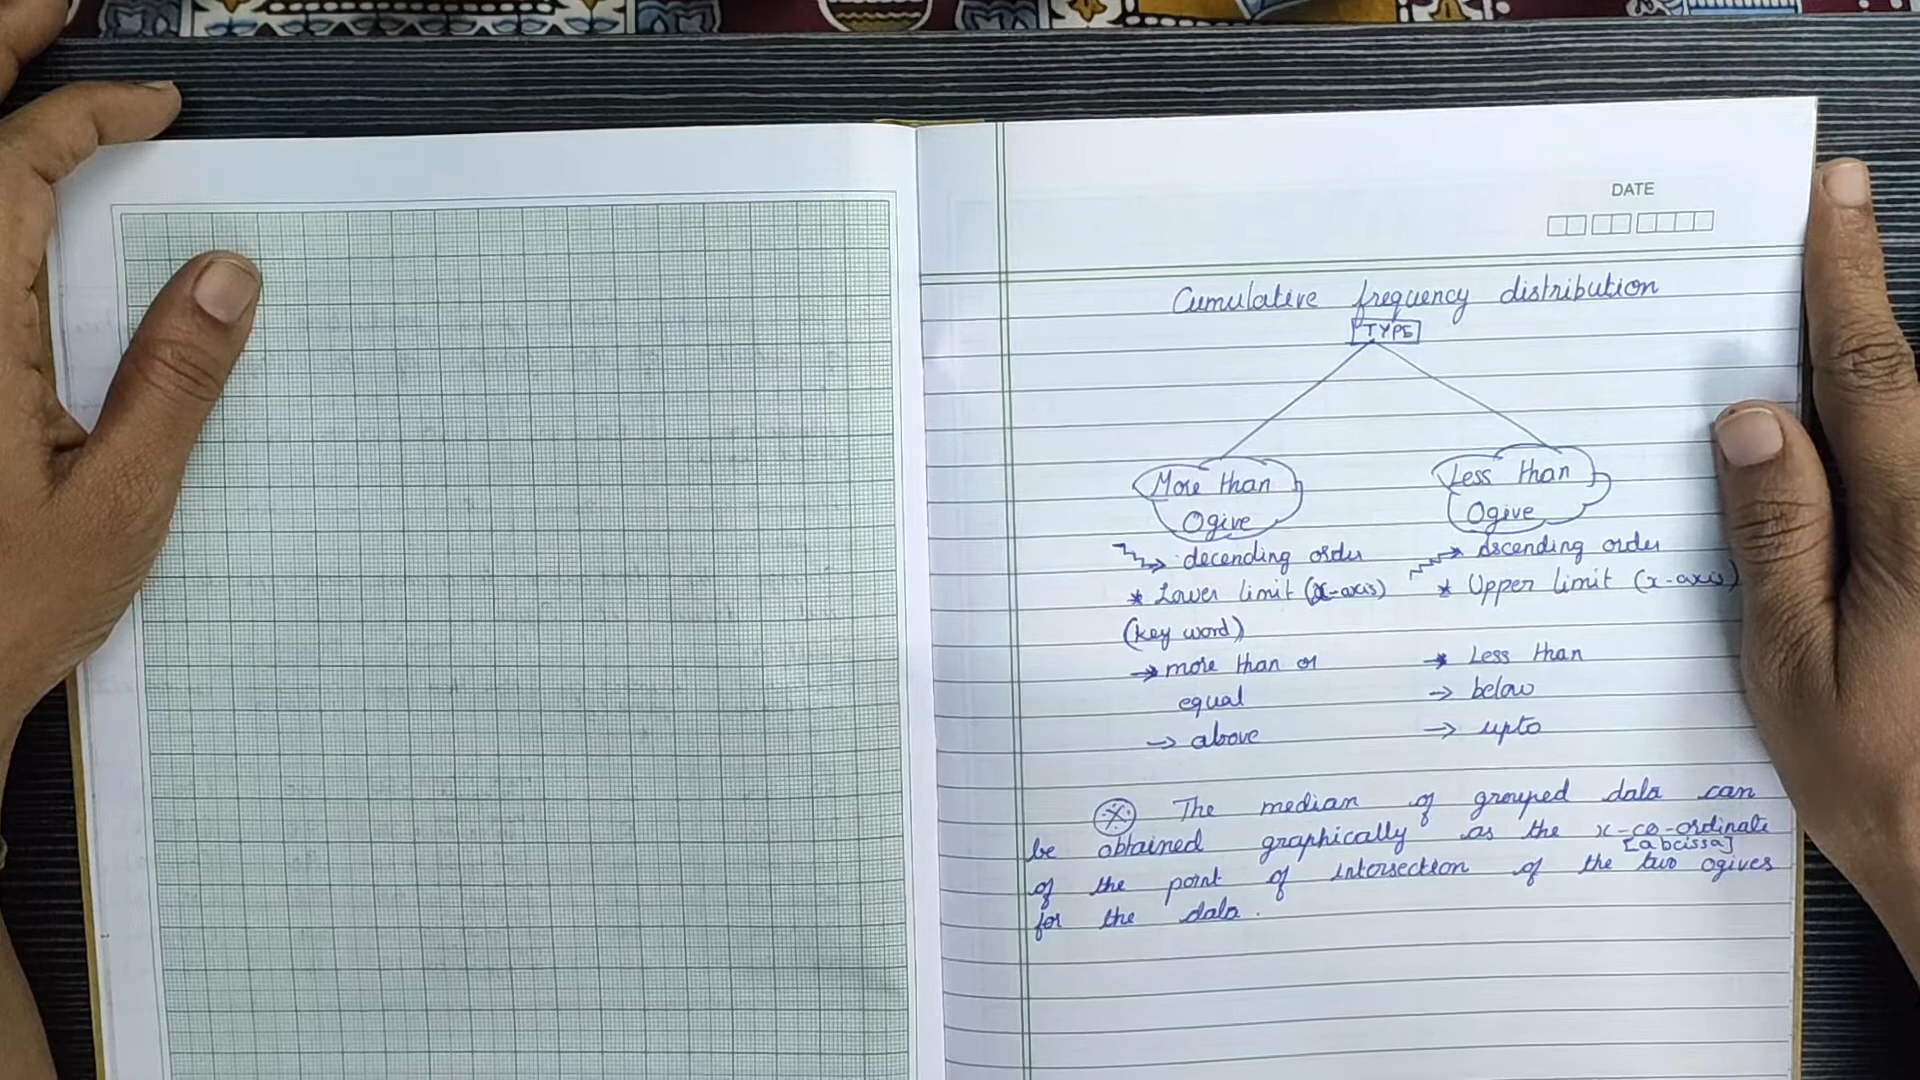 DATE
Cumulative frequency distribution
TYPE
More than
Ogive
decending order
* Lower limit (x-axis)
(key word)
→ more than or
equal
→ above
Less than
Ogive
ascending order
* Upper limit (x-axis)
→ Less than
→ below
→ upto
The median of grouped data can
be obtained graphically as the x-co-ordinate
[abcissa]
of the point of intersection of the two ogives
for the data.